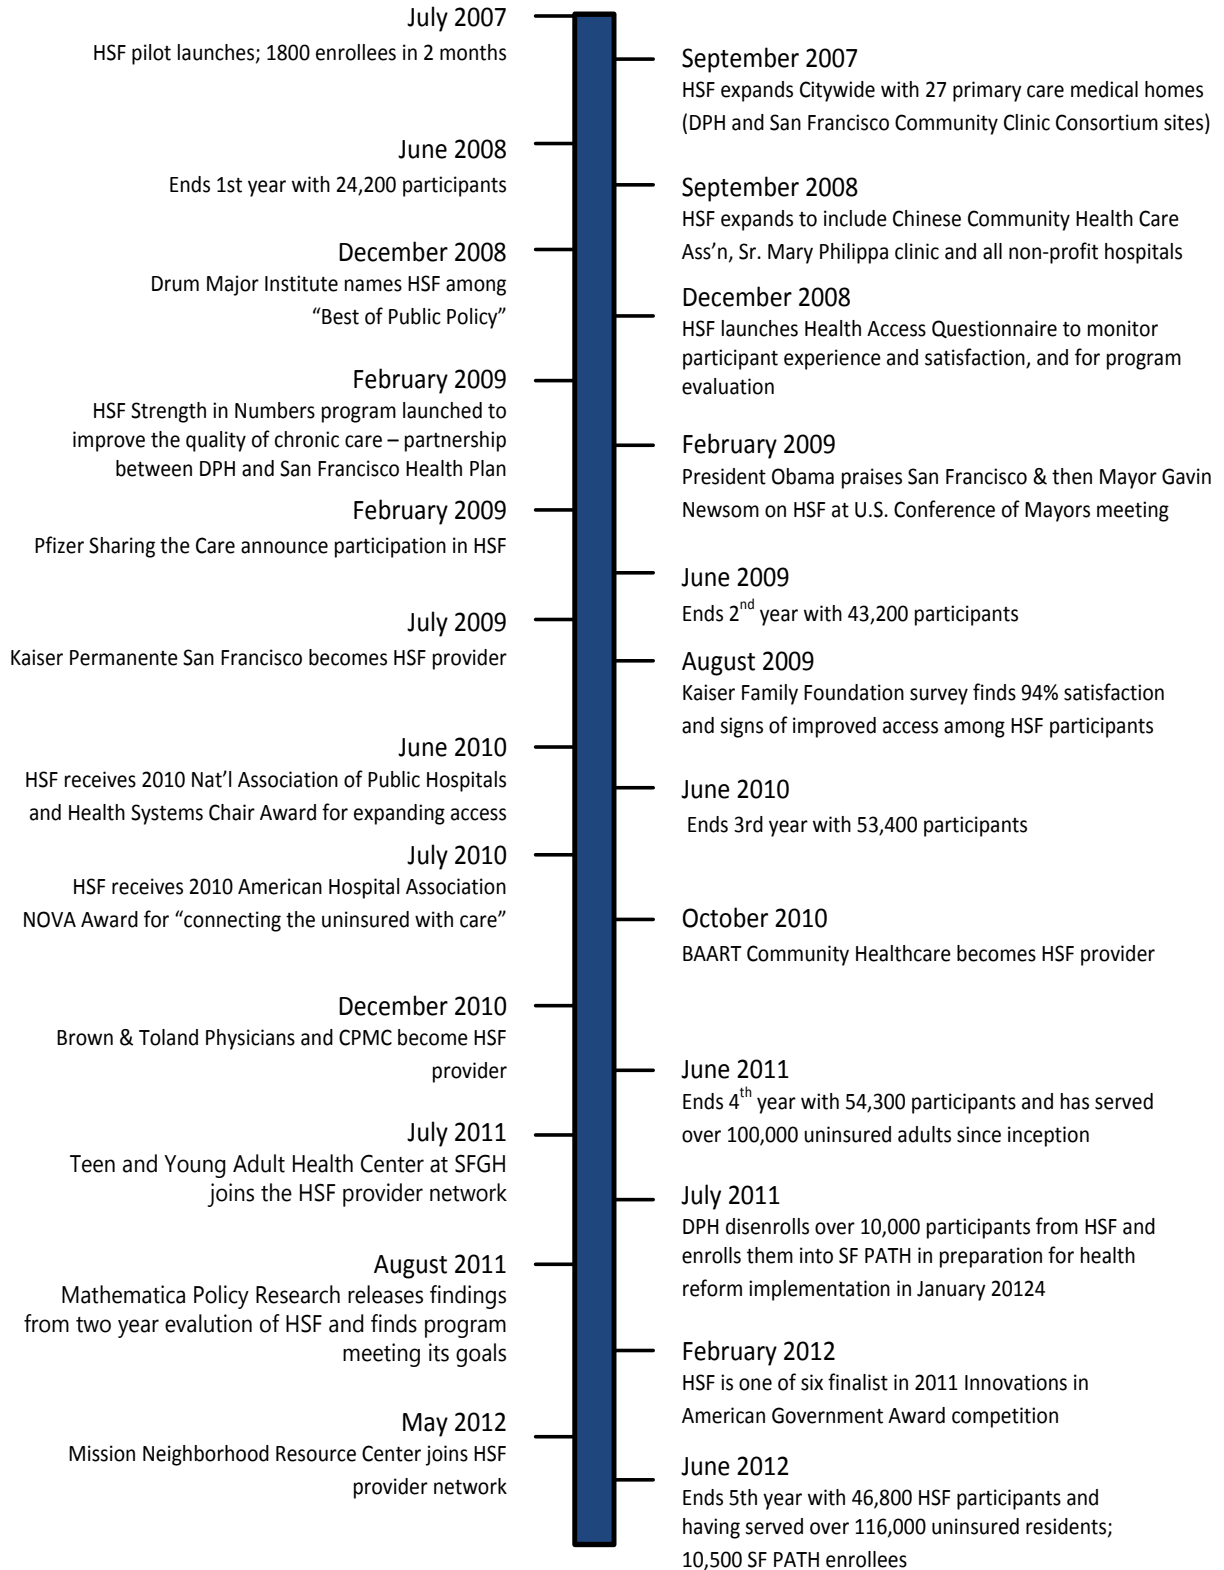 July 2007
HSF pilot launches; 1800 enrollees in 2 months
September 2007
HSF expands Citywide with 27 primary care medical homes
(DPH and San Francisco Community Clinic Consortium sites)
June 2008
Ends 1st year with 24,200 participants
September 2008
HSF expands to include Chinese Community Health Care
Ass’n, Sr. Mary Philippa clinic and all non-profit hospitals
December 2008
Drum Major Institute names HSF among
“Best of Public Policy”
December 2008
HSF launches Health Access Questionnaire to monitor
participant experience and satisfaction, and for program
evaluation
February 2009
HSF Strength in Numbers program launched to
improve the quality of chronic care – partnership
between DPH and San Francisco Health Plan
February 2009
President Obama praises San Francisco & then Mayor Gavin
Newsom on HSF at U.S. Conference of Mayors meeting
February 2009
Pfizer Sharing the Care announce participation in HSF
June 2009
Ends 2nd year with 43,200 participants
July 2009
Kaiser Permanente San Francisco becomes HSF provider
August 2009
Kaiser Family Foundation survey finds 94% satisfaction
and signs of improved access among HSF participants
June 2010
HSF receives 2010 Nat’l Association of Public Hospitals
and Health Systems Chair Award for expanding access
June 2010
Ends 3rd year with 53,400 participants
July 2010
HSF receives 2010 American Hospital Association
NOVA Award for “connecting the uninsured with care”
October 2010
BAART Community Healthcare becomes HSF provider
December 2010
Brown & Toland Physicians and CPMC become HSF
provider
June 2011
Ends 4th year with 54,300 participants and has served
over 100,000 uninsured adults since inception
July 2011
Teen and Young Adult Health Center at SFGH
joins the HSF provider network
July 2011
DPH disenrolls over 10,000 participants from HSF and
enrolls them into SF PATH in preparation for health
reform implementation in January 20124
August 2011
Mathematica Policy Research releases findings
from two year evalution of HSF and finds program
meeting its goals
February 2012
HSF is one of six finalist in 2011 Innovations in
American Government Award competition
May 2012
Mission Neighborhood Resource Center joins HSF
provider network
June 2012
Ends 5th year with 46,800 HSF participants and
having served over 116,000 uninsured residents;
10,500 SF PATH enrollees